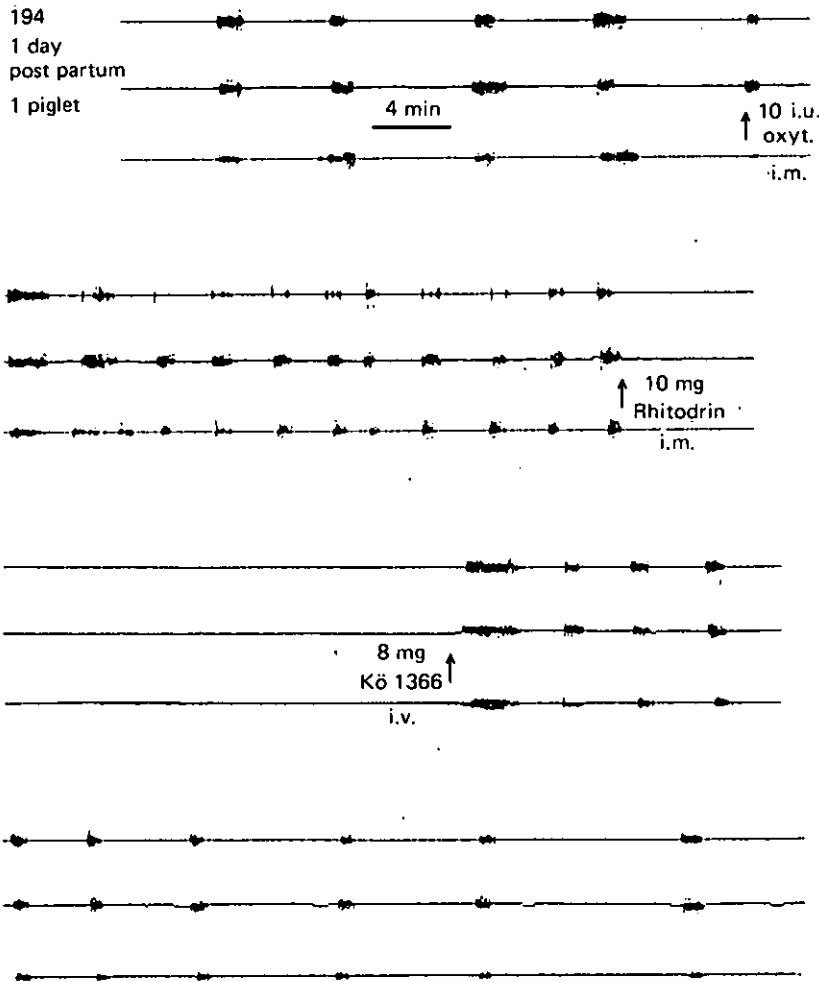 194
1 day
post partum
1 piglet
4 min
10 i.u.
oxyt.
i.m.
10 mg
Rhitodrin
i.m.
8 mg
Kö 1366
i.v.